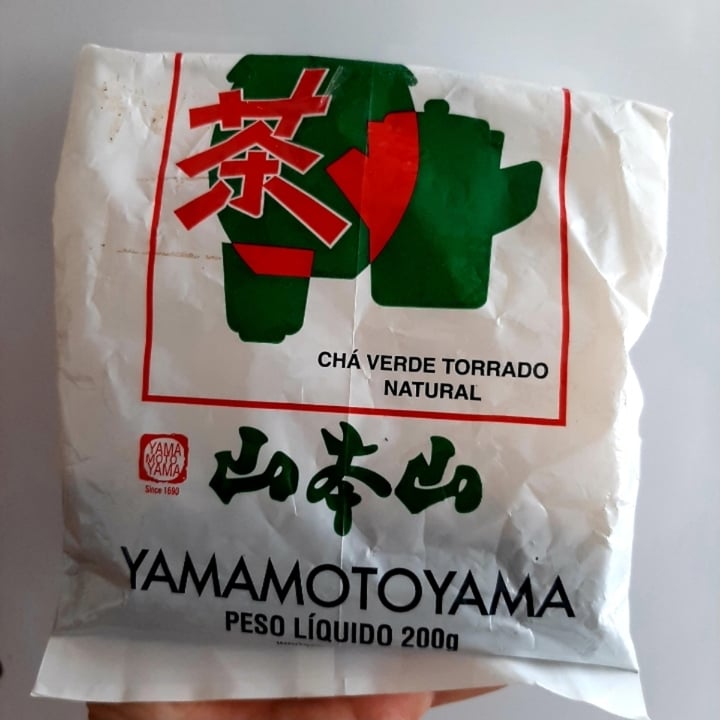 茶
CHÁ VERDE TORRADO
NATURAL
YAMA
MOTO
YAMA
Since 1690
山本山
YAMAMOTOYAMA
PESO LÍQUIDO 200g